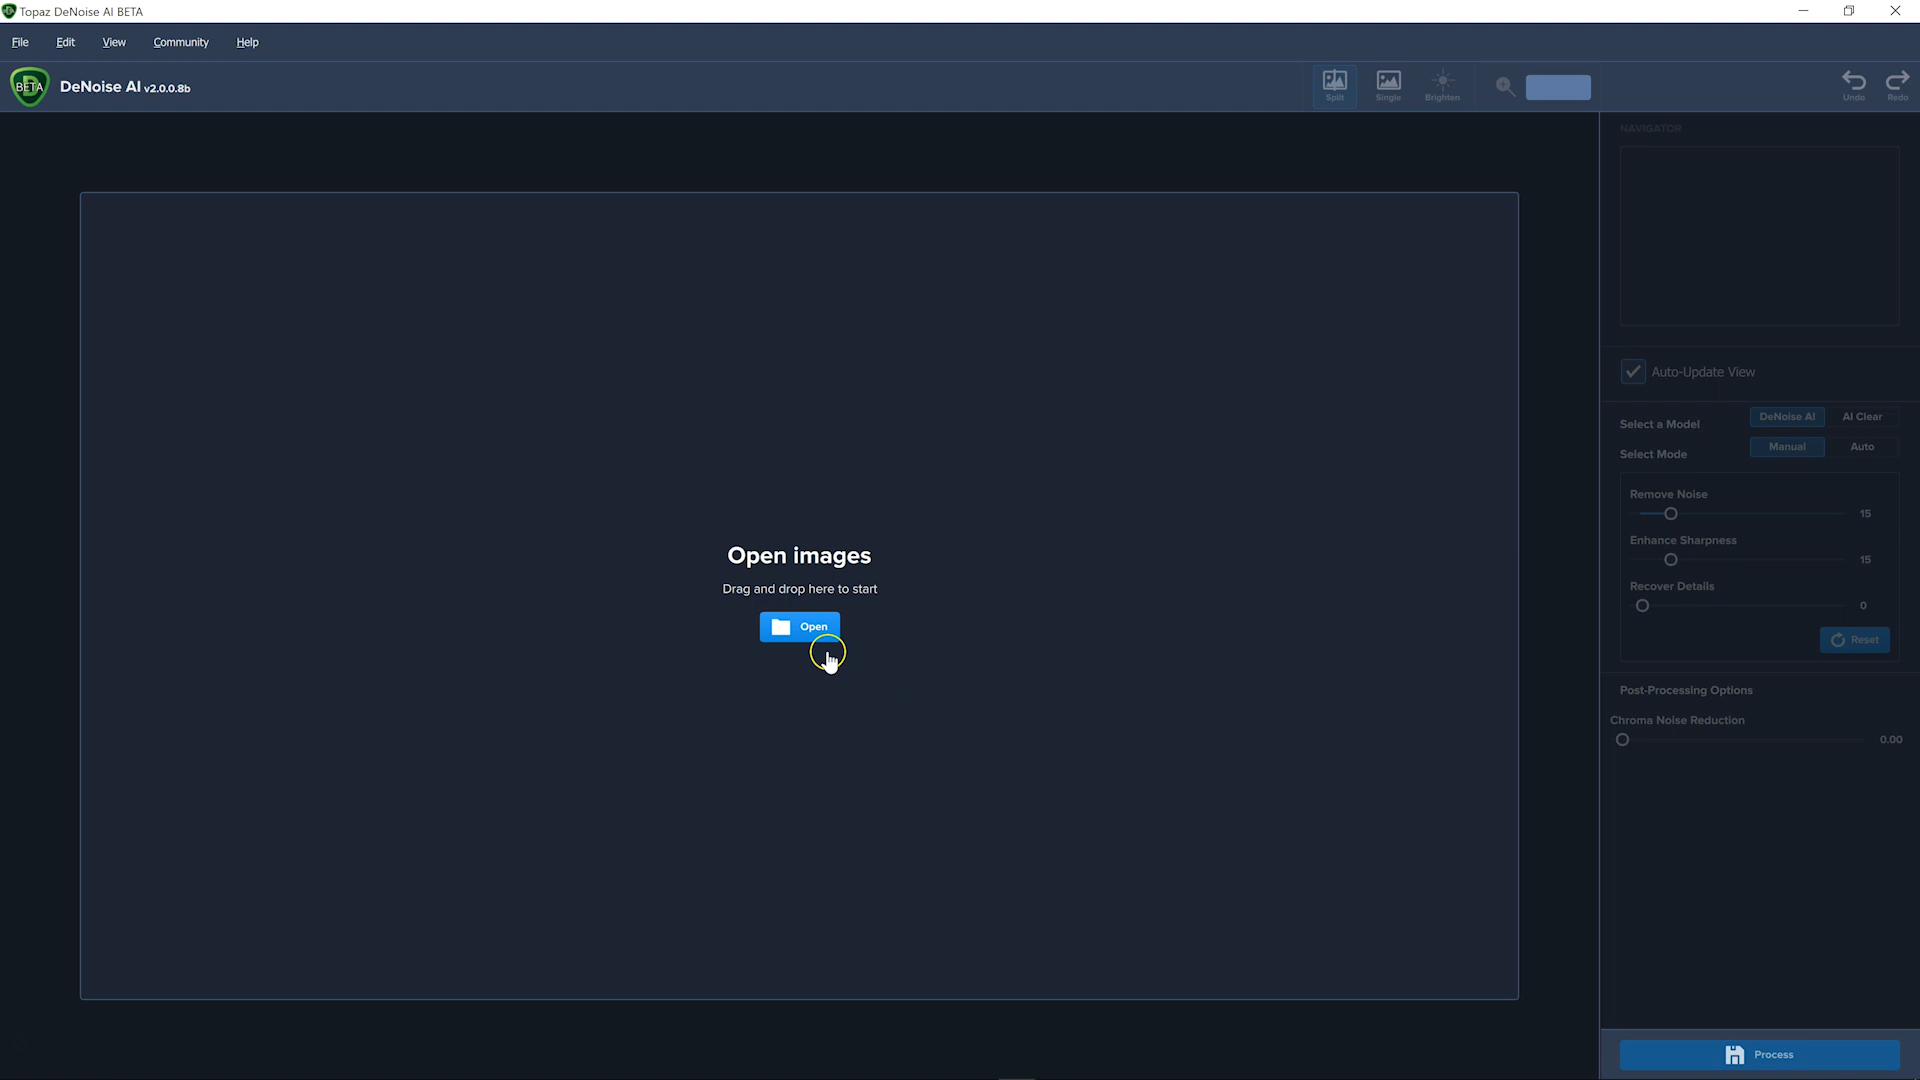 Topaz DeNoise AI BETA
File Edit View Community Help
BETA
DeNoise AI v2.0.0.8b
Split Single Brighten
Undo Redo
NAVIGATOR
Auto-Update View
Select a Model DeNoise AI AI Clear
Select Mode Manual Auto
Remove Noise
15
Enhance Sharpness
15
Recover Details
0
Reset
Post-Processing Options
Chroma Noise Reduction
0.00
Open images
Drag and drop here to start
Open
Process